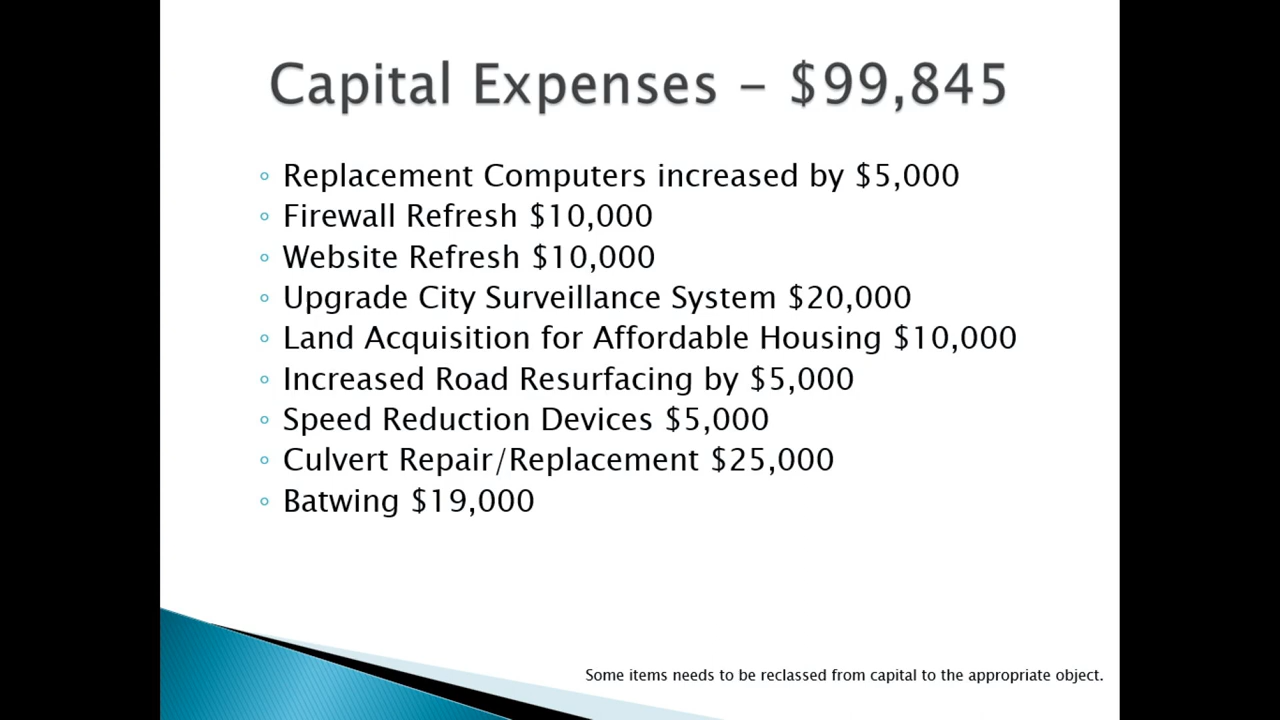 Capital Expenses - $99,845
◦ Replacement Computers increased by $5,000
◦ Firewall Refresh $10,000
◦ Website Refresh $10,000
◦ Upgrade City Surveillance System $20,000
◦ Land Acquisition for Affordable Housing $10,000
◦ Increased Road Resurfacing by $5,000
◦ Speed Reduction Devices $5,000
◦ Culvert Repair/Replacement $25,000
◦ Batwing $19,000
Some items needs to be reclassed from capital to the appropriate object.